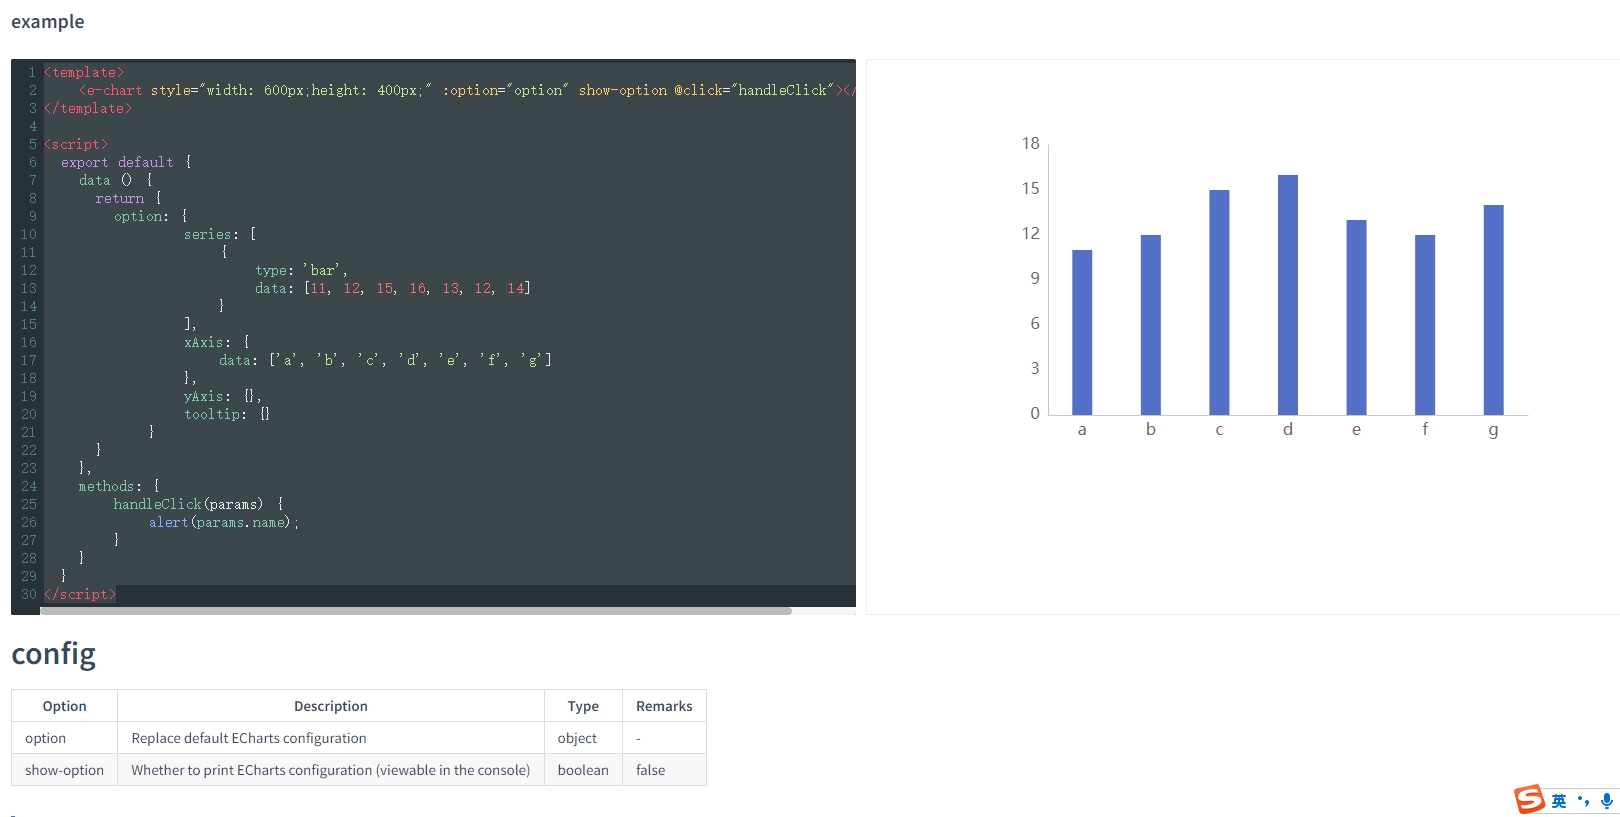 example
1 <template>
2 <e-chart style="width: 600px;height: 400px;" :option="option" show-option @click="handleClick"></
3 </template>
4
5 <script>
6 export default {
7 data () {
8 return {
9 option: {
10 series: [
11 {
12 type: 'bar',
13 data: [11, 12, 15, 16, 13, 12, 14]
14 }
15 ],
16 xAxis: {
17 data: ['a', 'b', 'c', 'd', 'e', 'f', 'g']
18 },
19 yAxis: {},
20 tooltip: {}
21 }
22 }
23 },
24 methods: {
25 handleClick(params) {
26 alert(params.name);
27 }
28 }
29 }
30 </script>
18
15
12
9
6
3
0
a b c d e f g
config
Option Description Type Remarks
option Replace default ECharts configuration object -
show-option Whether to print ECharts configuration (viewable in the console) boolean false
S 英